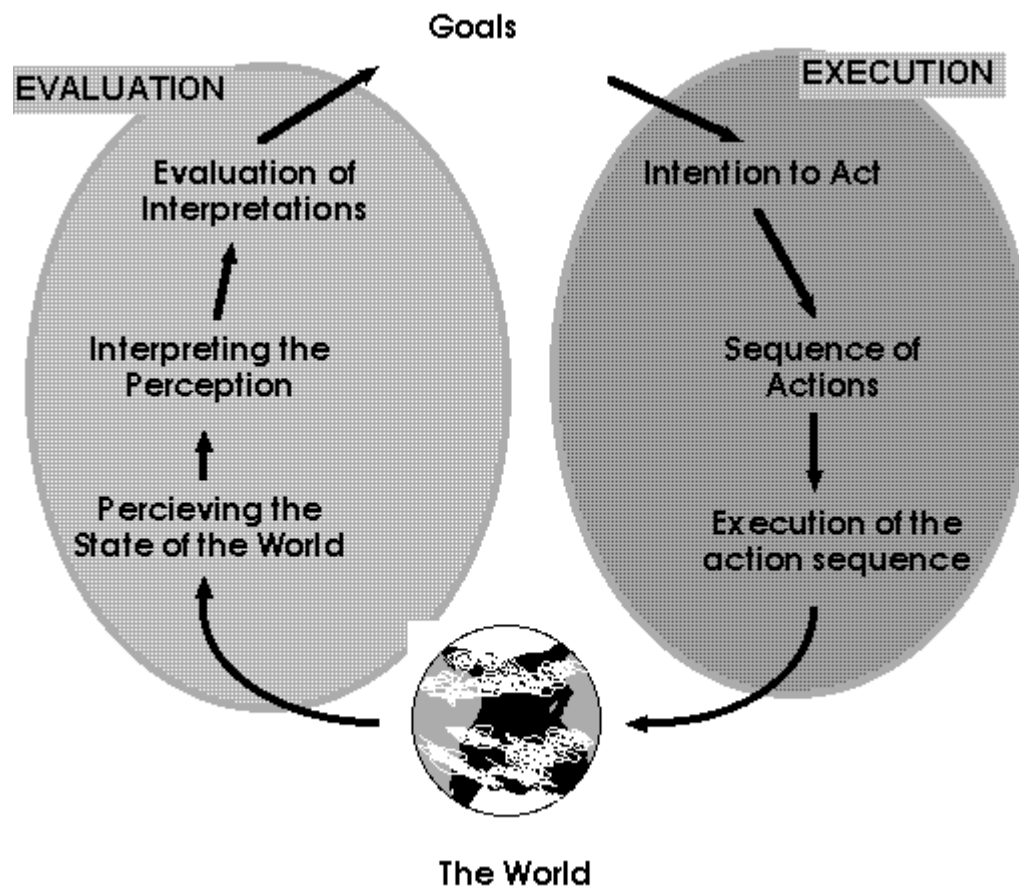 Goals
EVALUATION
EXECUTION
Evaluation of
Interpretations
Intention to Act
Interpreting the
Perception
Sequence of
Actions
Percieving the
State of the World
Execution of the
action sequence
The World